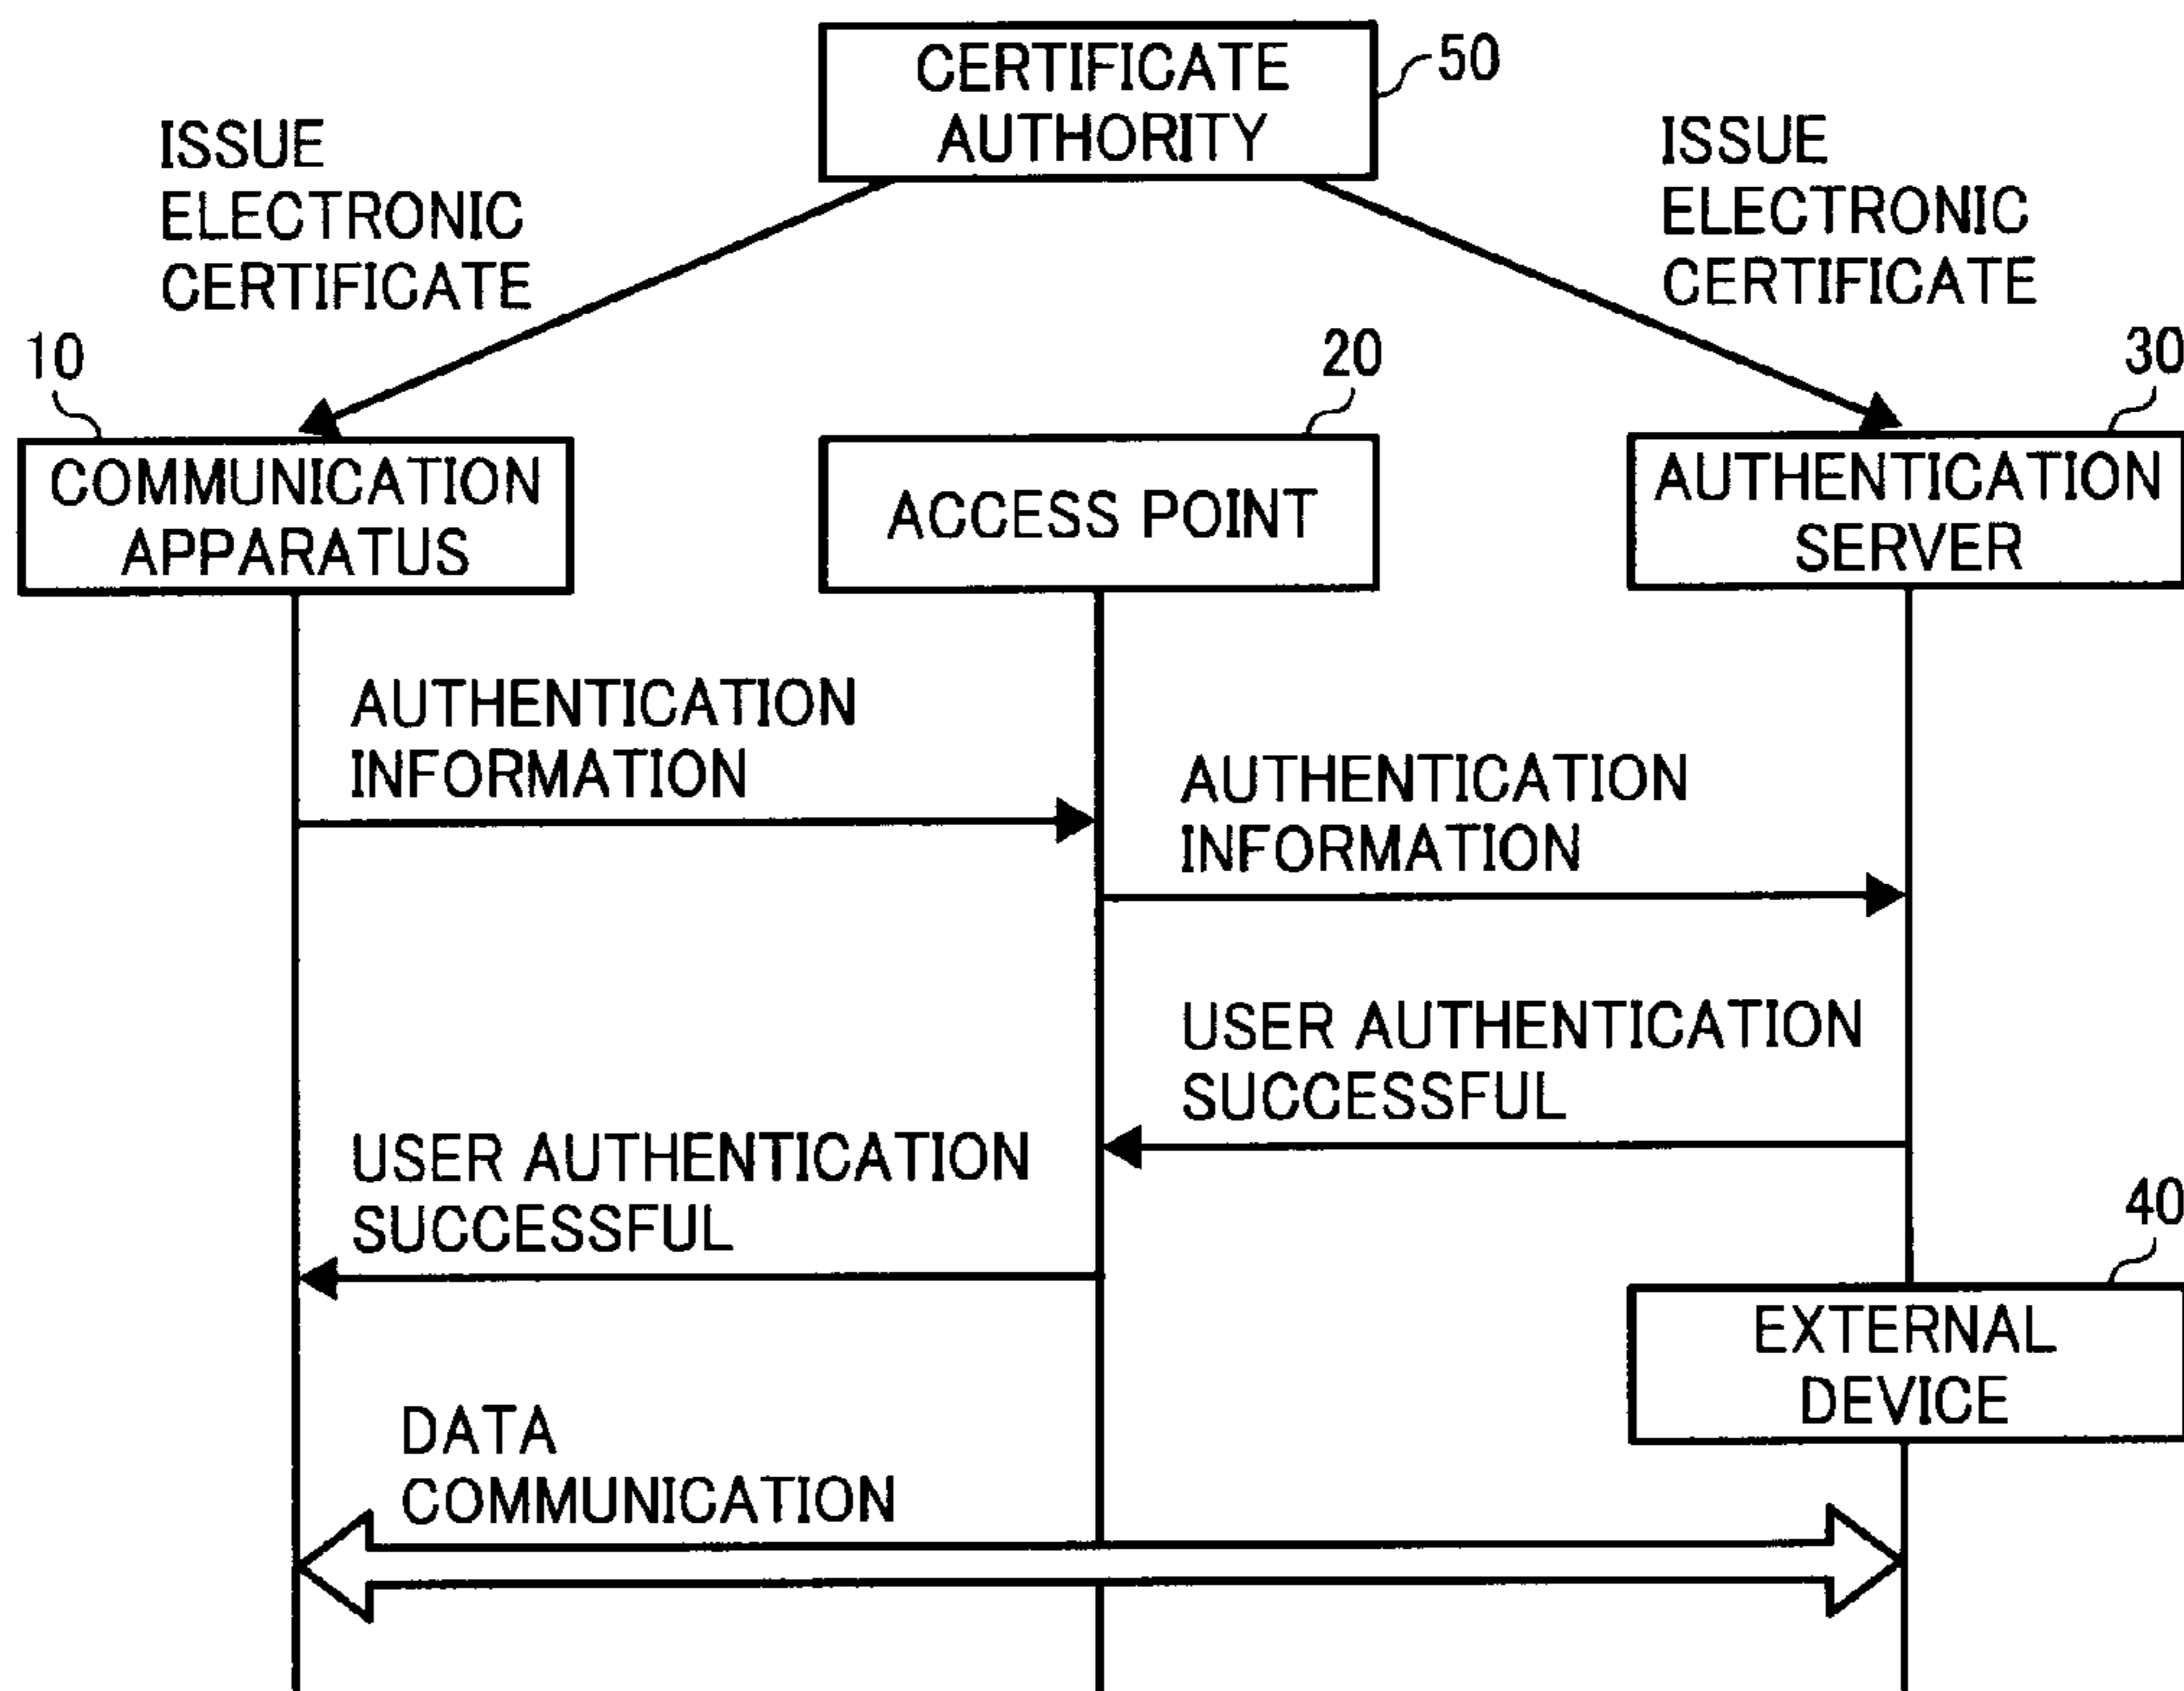 CERTIFICATE
AUTHORITY
50
ISSUE
ELECTRONIC
CERTIFICATE
ISSUE
ELECTRONIC
CERTIFICATE
10
20
30
COMMUNICATION
APPARATUS
ACCESS POINT
AUTHENTICATION
SERVER
AUTHENTICATION
INFORMATION
AUTHENTICATION
INFORMATION
USER AUTHENTICATION
SUCCESSFUL
USER AUTHENTICATION
SUCCESSFUL
40
EXTERNAL
DEVICE
DATA
COMMUNICATION